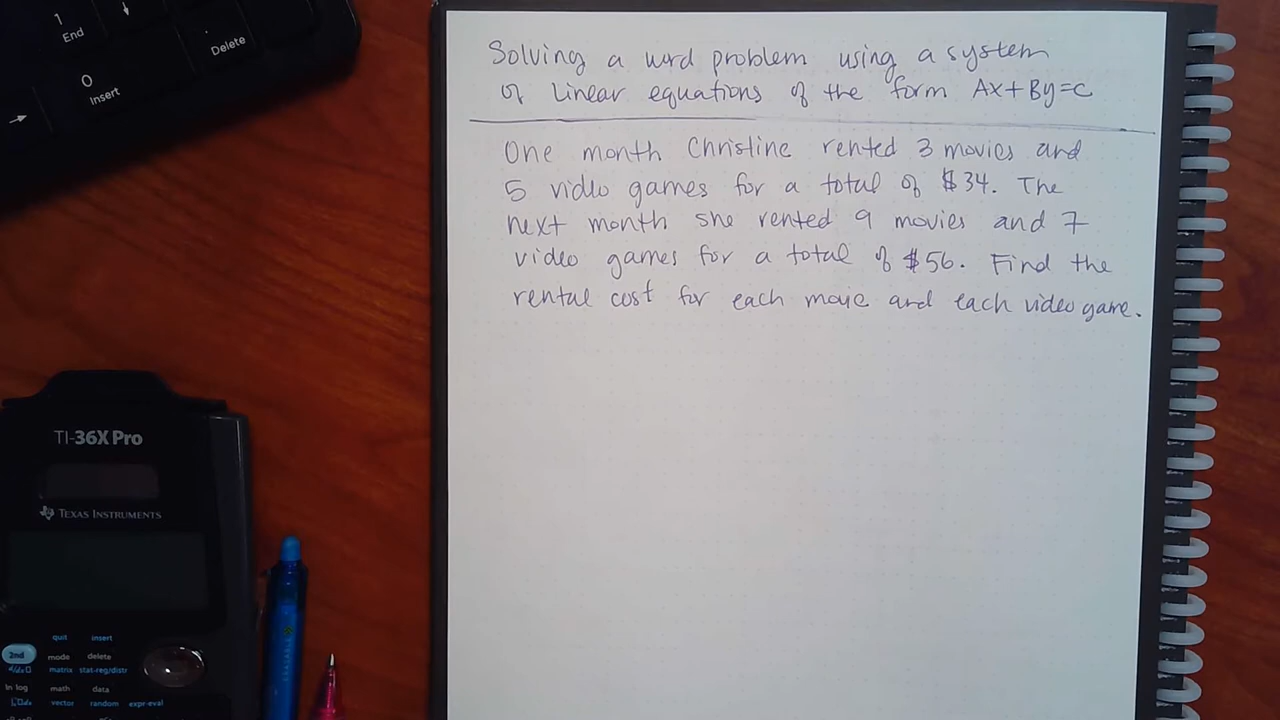 Solving a word problem using a system
of Linear equations of the form Ax+By=C
One month Christine rented 3 movies and
5 video games for a total of $34. The
next month she rented 9 movies and 7
video games for a total of $56. Find the
rental cost for each movie and each video game.
1
End
↓
Delete
0
Insert
→
TI-36X Pro
TEXAS INSTRUMENTS
quit insert
2nd mode delete
matrix stat-reg/distr
ln log math data
vector random expr-eval